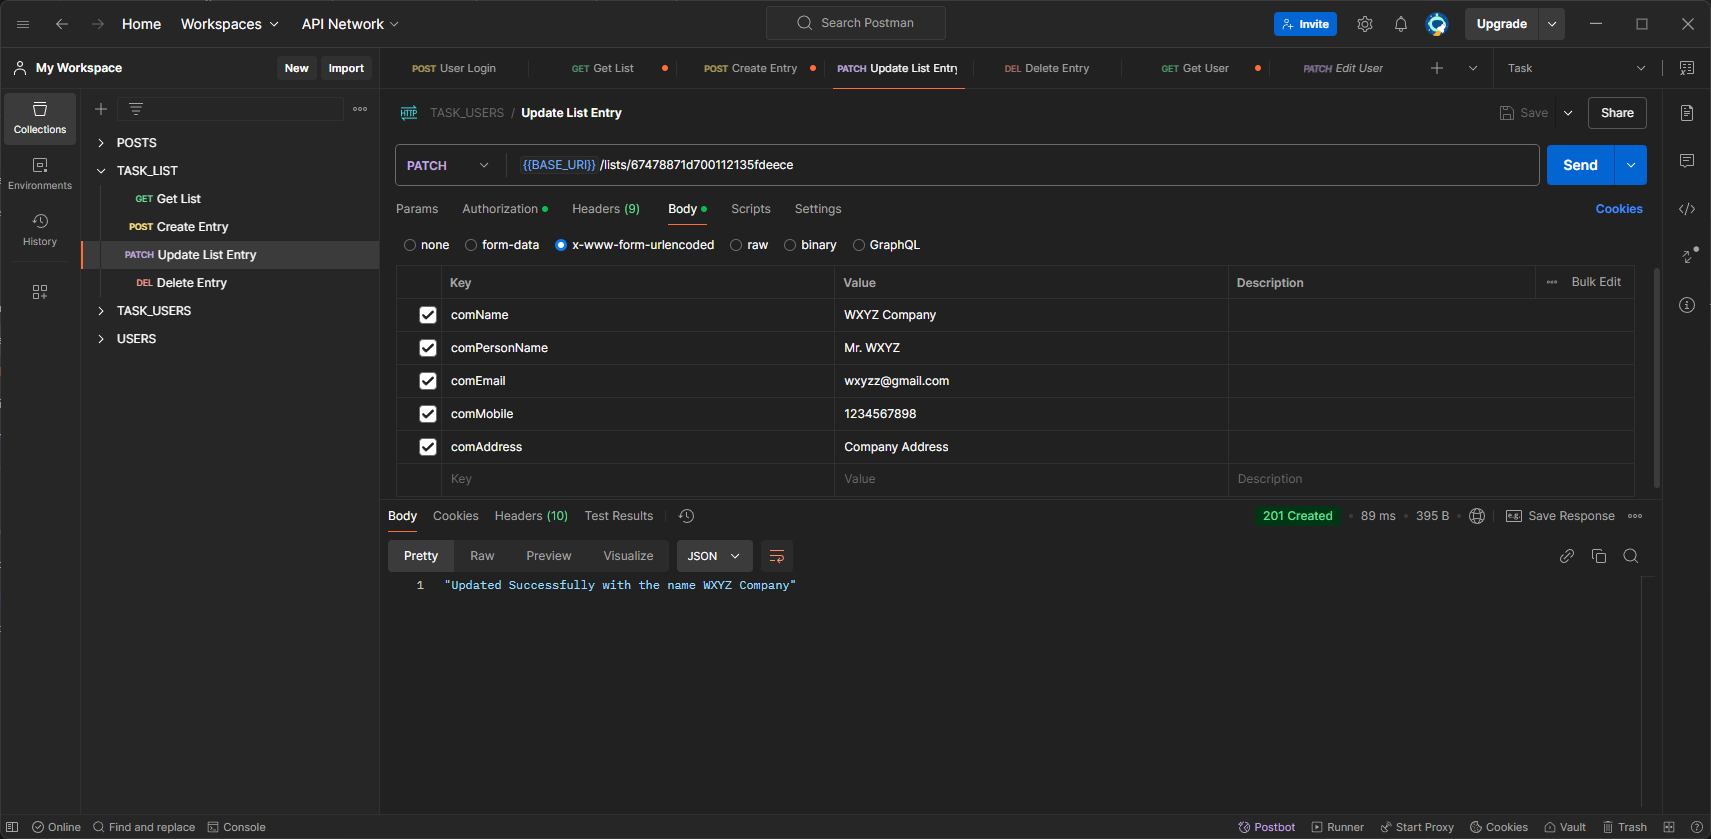 Home Workspaces API Network Search Postman Invite Upgrade
My Workspace New Import
POST User Login GET Get List POST Create Entry PATCH Update List Entry DEL Delete Entry GET Get User PATCH Edit User Task
Collections
Environments
History
POSTS
TASK_LIST
GET Get List
POST Create Entry
PATCH Update List Entry
DEL Delete Entry
TASK_USERS
USERS
HTTP TASK_USERS / Update List Entry Save Share
PATCH {{BASE_URI}} /lists/67478871d700112135fdeece Send
Params Authorization Headers (9) Body Scripts Settings Cookies
none form-data x-www-form-urlencoded raw binary GraphQL
Key Value Description Bulk Edit
comName WXYZ Company
comPersonName Mr. WXYZ
comEmail wxyzz@gmail.com
comMobile 1234567898
comAddress Company Address
Key Value Description
Body Cookies Headers (10) Test Results 201 Created 89 ms 395 B e.g. Save Response
Pretty Raw Preview Visualize JSON
1 "Updated Successfully with the name WXYZ Company"
Online Find and replace Console Postbot Runner Start Proxy Cookies Vault Trash